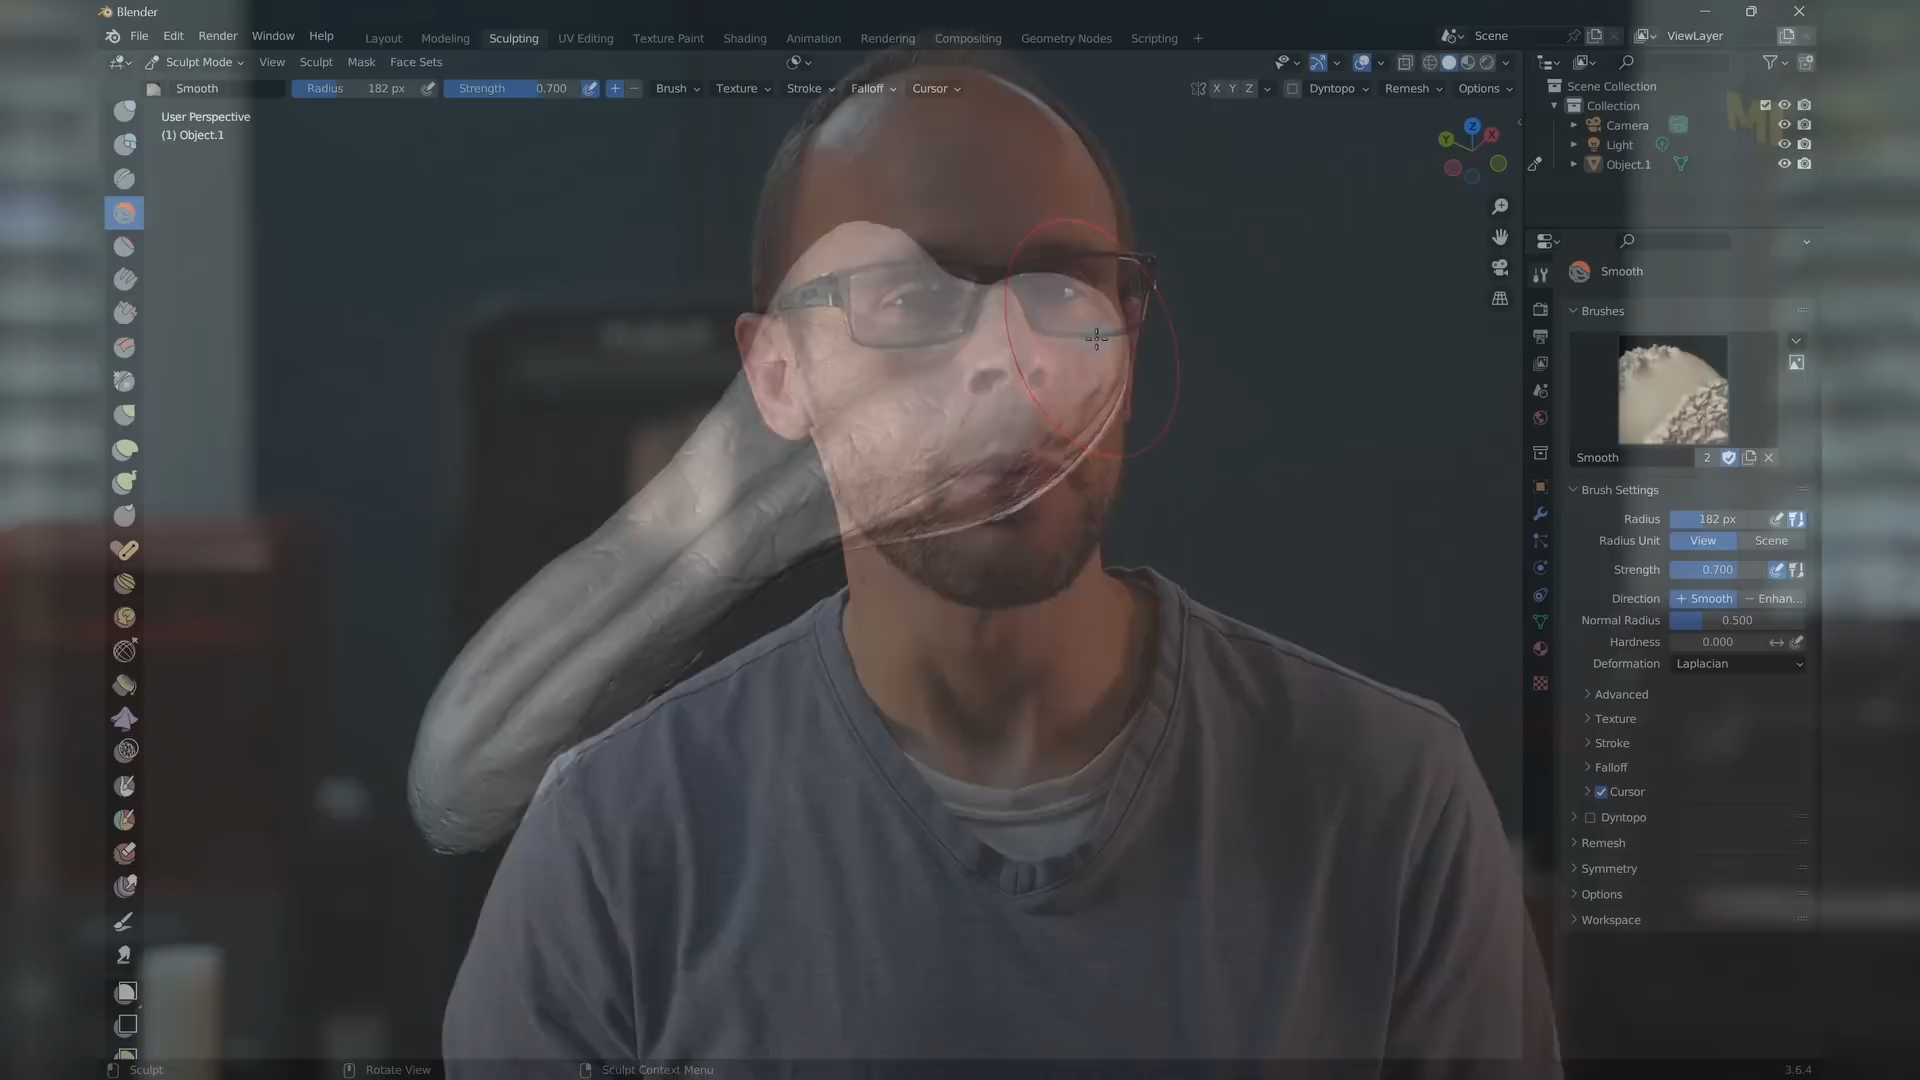 Blender
File Edit Render Window Help Layout Modeling Sculpting UV Editing Texture Paint Shading Animation Rendering Compositing Geometry Nodes Scripting + Scene ViewLayer
Sculpt Mode View Sculpt Mask Face Sets
Smooth Radius 182 px Strength 0.700 + − Brush Texture Stroke Falloff Cursor X Y Z Dyntopo Remesh Options
User Perspective
(1) Object.1
Z
X
Y
Scene Collection
Collection
Camera
Light
Object.1
Smooth
Brushes
Smooth 2
Brush Settings
Radius 182 px
Radius Unit View Scene
Strength 0.700
Direction + Smooth − Enhan...
Normal Radius 0.500
Hardness 0.000
Deformation Laplacian
Advanced
Texture
Stroke
Falloff
Cursor
Dyntopo
Remesh
Symmetry
Options
Workspace
Sculpt Rotate View Sculpt Context Menu 3.6.4